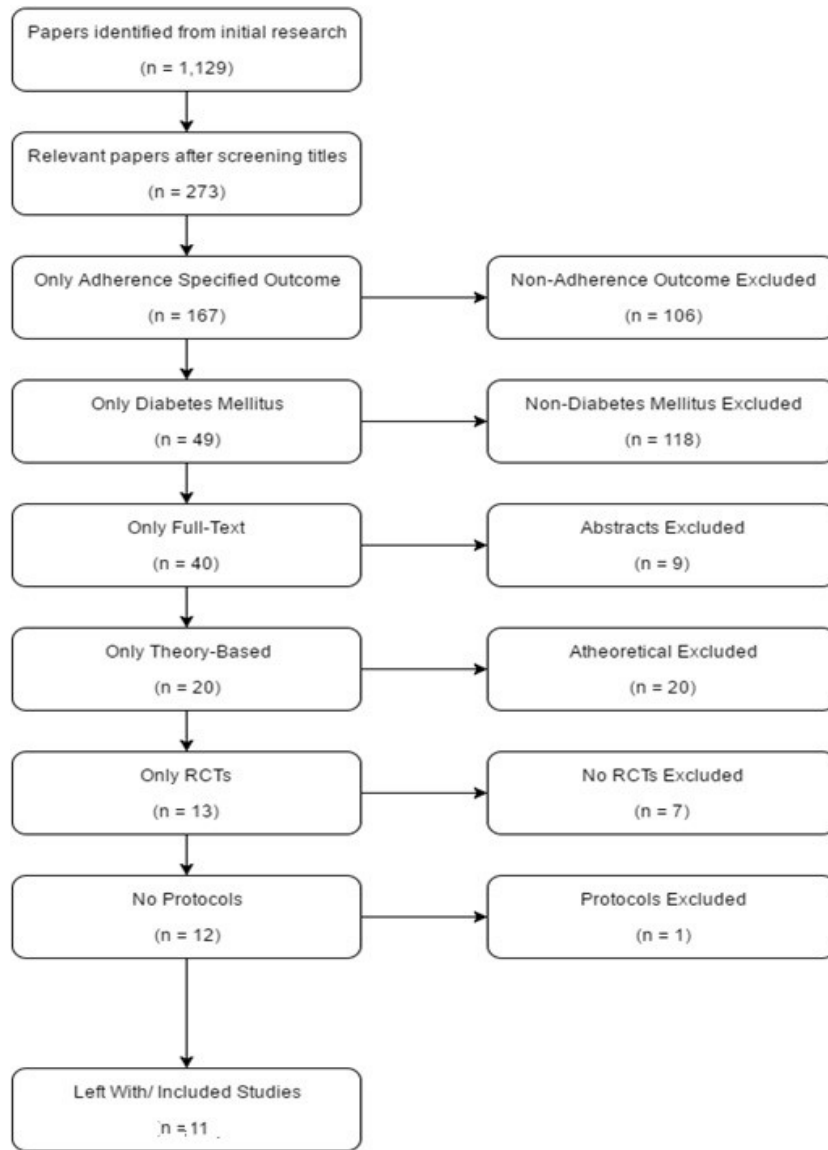 Papers identified from initial research
(n = 1,129)
Relevant papers after screening titles
(n = 273)
Only Adherence Specified Outcome
(n = 167)
Non-Adherence Outcome Excluded
(n = 106)
Only Diabetes Mellitus
(n = 49)
Non-Diabetes Mellitus Excluded
(n = 118)
Only Full-Text
(n = 40)
Abstracts Excluded
(n = 9)
Only Theory-Based
(n = 20)
Atheoretical Excluded
(n = 20)
Only RCTs
(n = 13)
No RCTs Excluded
(n = 7)
No Protocols
(n = 12)
Protocols Excluded
(n = 1)
Left With/ Included Studies
n = 11